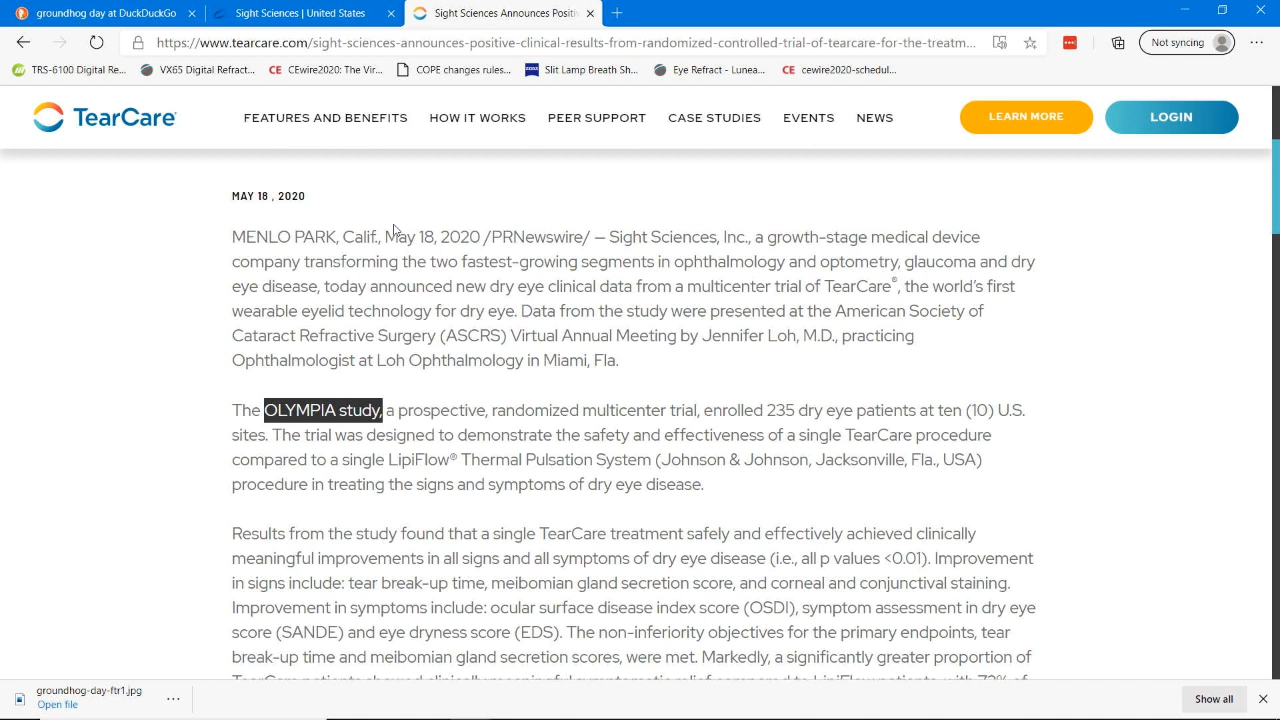 groundhog day at DuckDuckGo
Sight Sciences | United States
Sight Sciences Announces Positi
https://www.tearcare.com/sight-sciences-announces-positive-clinical-results-from-randomized-controlled-trial-of-tearcare-for-the-treatm...
Not syncing
TRS-6100 Digital Re...
VX65 Digital Refract...
CE CEwire2020: The Vir...
COPE changes rules...
Slit Lamp Breath Sh...
Eye Refract - Lunea...
CE cewire2020-schedul...
TearCare
FEATURES AND BENEFITS
HOW IT WORKS
PEER SUPPORT
CASE STUDIES
EVENTS
NEWS
LEARN MORE
LOGIN
MAY 18 , 2020
MENLO PARK, Calif., May 18, 2020 /PRNewswire/ — Sight Sciences, Inc., a growth-stage medical device
company transforming the two fastest-growing segments in ophthalmology and optometry, glaucoma and dry
eye disease, today announced new dry eye clinical data from a multicenter trial of TearCare®, the world's first
wearable eyelid technology for dry eye. Data from the study were presented at the American Society of
Cataract Refractive Surgery (ASCRS) Virtual Annual Meeting by Jennifer Loh, M.D., practicing
Ophthalmologist at Loh Ophthalmology in Miami, Fla.
The OLYMPIA study, a prospective, randomized multicenter trial, enrolled 235 dry eye patients at ten (10) U.S.
sites. The trial was designed to demonstrate the safety and effectiveness of a single TearCare procedure
compared to a single LipiFlow® Thermal Pulsation System (Johnson & Johnson, Jacksonville, Fla., USA)
procedure in treating the signs and symptoms of dry eye disease.
Results from the study found that a single TearCare treatment safely and effectively achieved clinically
meaningful improvements in all signs and all symptoms of dry eye disease (i.e., all p values <0.01). Improvement
in signs include: tear break-up time, meibomian gland secretion score, and corneal and conjunctival staining.
Improvement in symptoms include: ocular surface disease index score (OSDI), symptom assessment in dry eye
score (SANDE) and eye dryness score (EDS). The non-inferiority objectives for the primary endpoints, tear
break-up time and meibomian gland secretion scores, were met. Markedly, a significantly greater proportion of
TearCare patients showed clinically meaningful symptomatic relief compared to LipiFlow patients, with 72% of
groundhog-day-ftr1.jpg
Open file
Show all